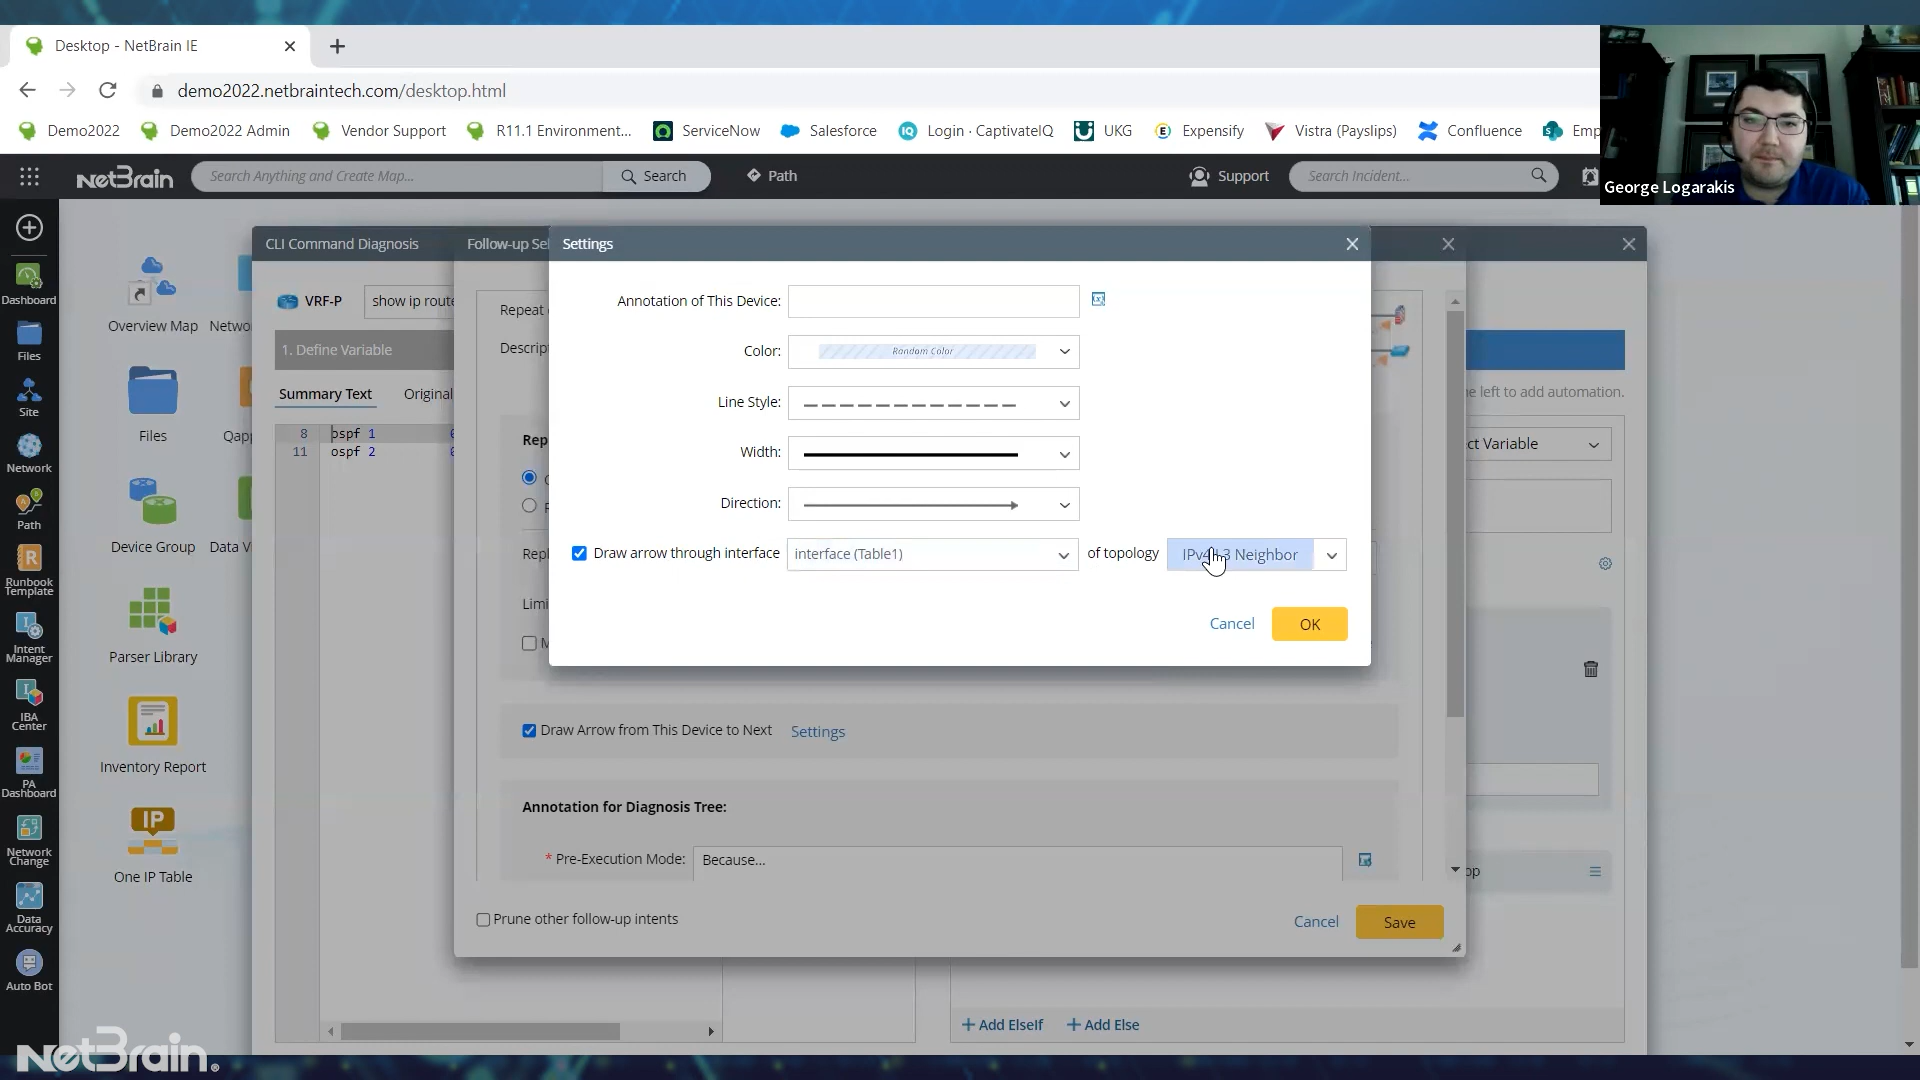 Desktop - NetBrain IE
demo2022.netbraintech.com/desktop.html
Demo2022
Demo2022 Admin
Vendor Support
R11.1 Environment...
ServiceNow
Salesforce
Login · CaptivateIQ
UKG
Expensify
Vistra (Payslips)
Confluence
Emp
George Logarakis
NetBrain
Search Anything and Create Map...
Search
Path
Support
Search Incident...
Dashboard
Files
Site
Network
Path
Runbook
Template
Intent
Manager
IBA
Center
PA
Dashboard
Network
Change
Data
Accuracy
Auto Bot
Overview Map
Netwo
Files
Qapp
Device Group
Data V
Parser Library
Inventory Report
IP
One IP Table
CLI Command Diagnosis
VRF-P
show ip route
1. Define Variable
Summary Text
Original
8 ospf 1
11 ospf 2
Follow-up Se
Repeat
Descript
Rep
Repl
Limi
Draw Arrow from This Device to Next
Settings
Annotation for Diagnosis Tree:
* Pre-Execution Mode:
Because...
Prune other follow-up intents
Cancel
Save
Settings
Annotation of This Device:
Color:
Random Color
Line Style:
Width:
Direction:
Draw arrow through interface
interface (Table1)
of topology
IPv4 L3 Neighbor
Cancel
OK
e left to add automation.
ct Variable
op
Add ElseIf
Add Else
NetBrain®